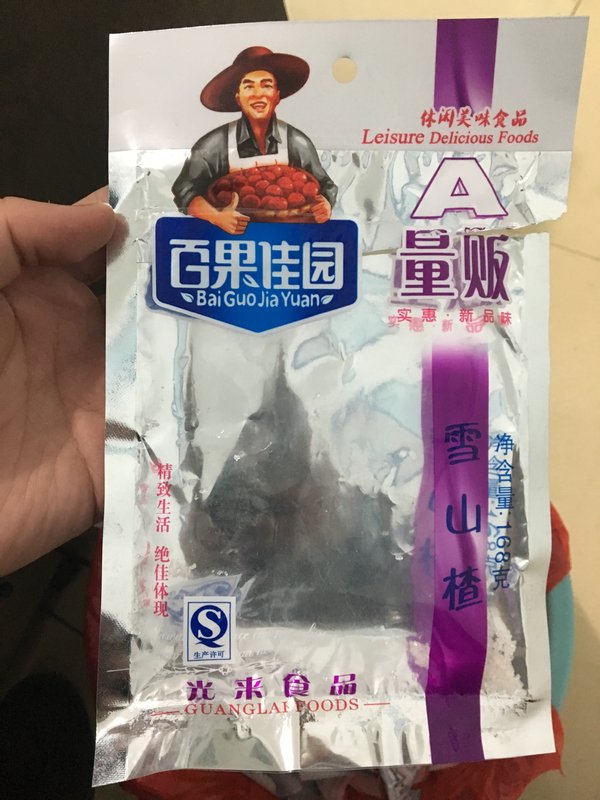 休闲美味食品
Leisure Delicious Foods
A
量贩
实惠·新品味
百果佳园
Bai Guo Jia Yuan
雪山楂
净含量:168克
精致生活 绝佳体现
QS
生产许可
光来食品
GUANGLAI FOODS